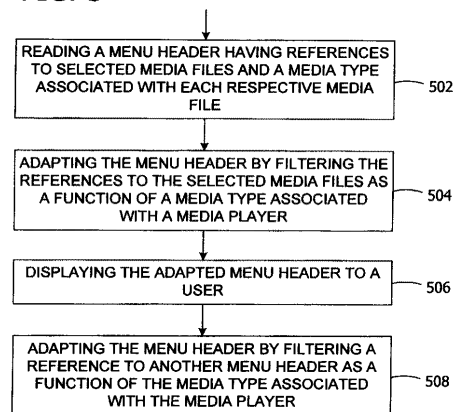 READING A MENU HEADER HAVING REFERENCES
TO SELECTED MEDIA FILES AND A MEDIA TYPE
ASSOCIATED WITH EACH RESPECTIVE MEDIA
FILE
502
ADAPTING THE MENU HEADER BY FILTERING THE
REFERENCES TO THE SELECTED MEDIA FILES AS
A FUNCTION OF A MEDIA TYPE ASSOCIATED
WITH A MEDIA PLAYER
504
DISPLAYING THE ADAPTED MENU HEADER TO A
USER
506
ADAPTING THE MENU HEADER BY FILTERING A
REFERENCE TO ANOTHER MENU HEADER AS A
FUNCTION OF THE MEDIA TYPE ASSOCIATED
WITH THE MEDIA PLAYER
508